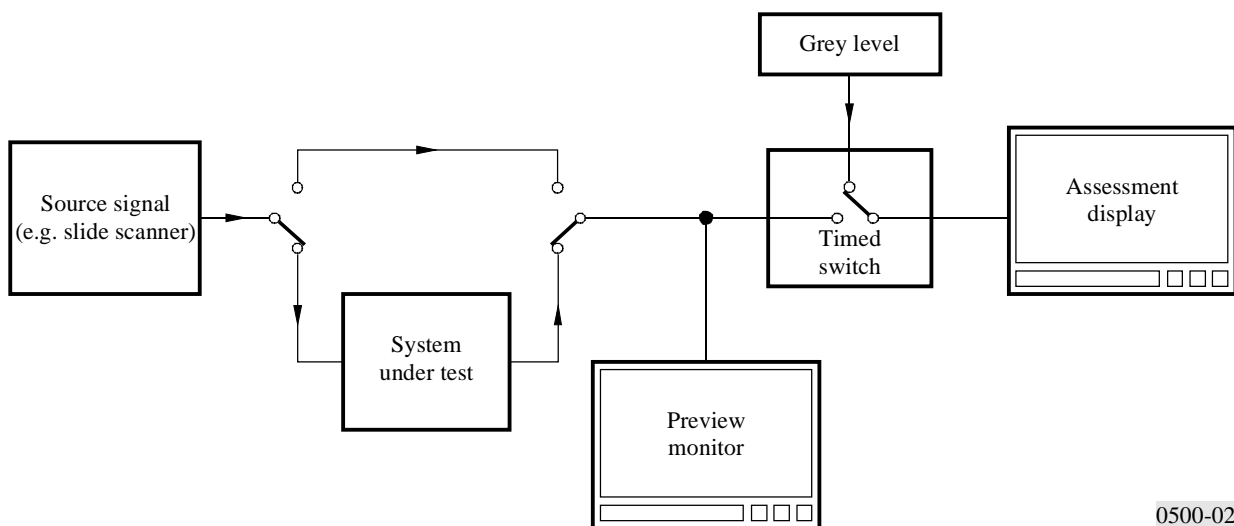 Grey level
Source signal
(e.g. slide scanner)
System
under test
Preview
monitor
Timed
switch
Assessment
display
0500-02